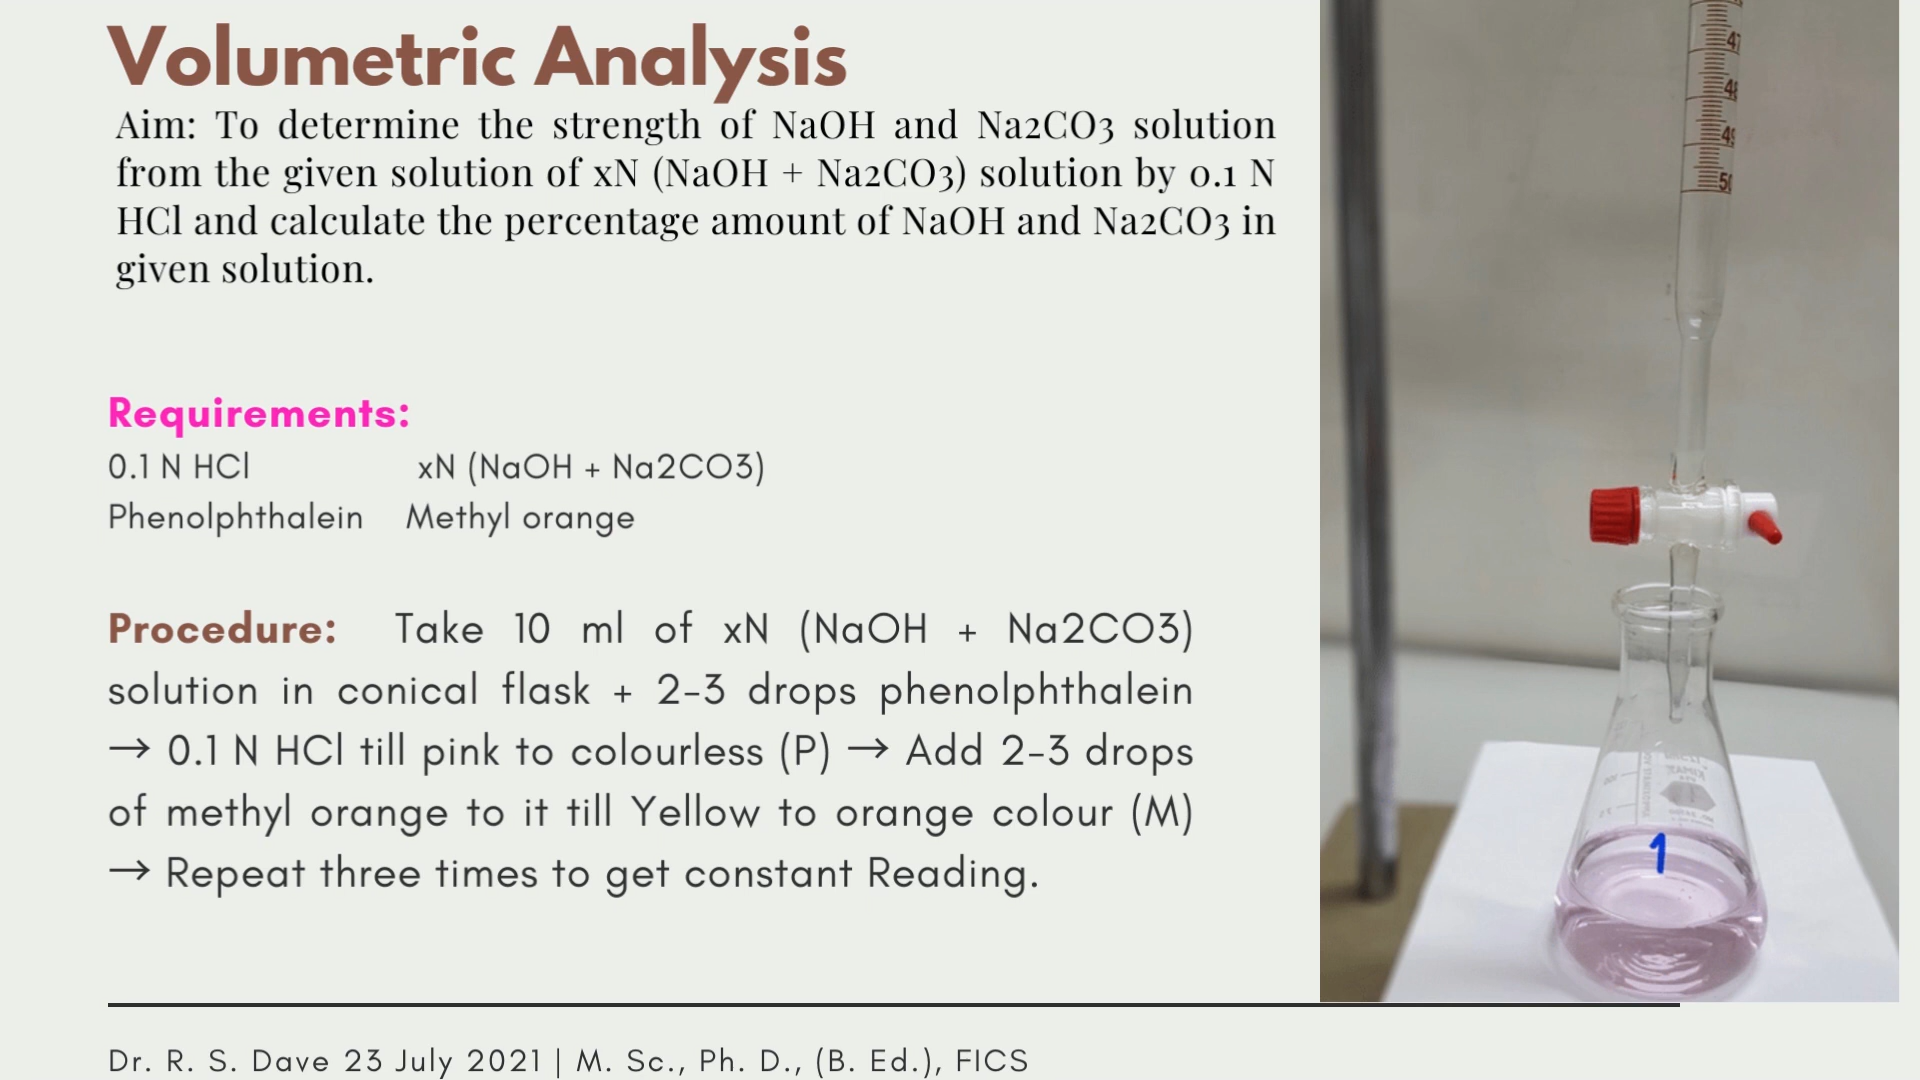 Volumetric Analysis
Aim: To determine the strength of NaOH and Na2CO3 solution
from the given solution of xN (NaOH + Na2CO3) solution by 0.1 N
HCl and calculate the percentage amount of NaOH and Na2CO3 in
given solution.
Requirements:
0.1 N HCl xN (NaOH + Na2CO3)
Phenolphthalein Methyl orange
Procedure: Take 10 ml of xN (NaOH + Na2CO3)
solution in conical flask + 2-3 drops phenolphthalein
→ 0.1 N HCl till pink to colourless (P) → Add 2-3 drops
of methyl orange to it till Yellow to orange colour (M)
→ Repeat three times to get constant Reading.
47
48
49
50
KIMAX
1
Dr. R. S. Dave 23 July 2021 | M. Sc., Ph. D., (B. Ed.), FICS